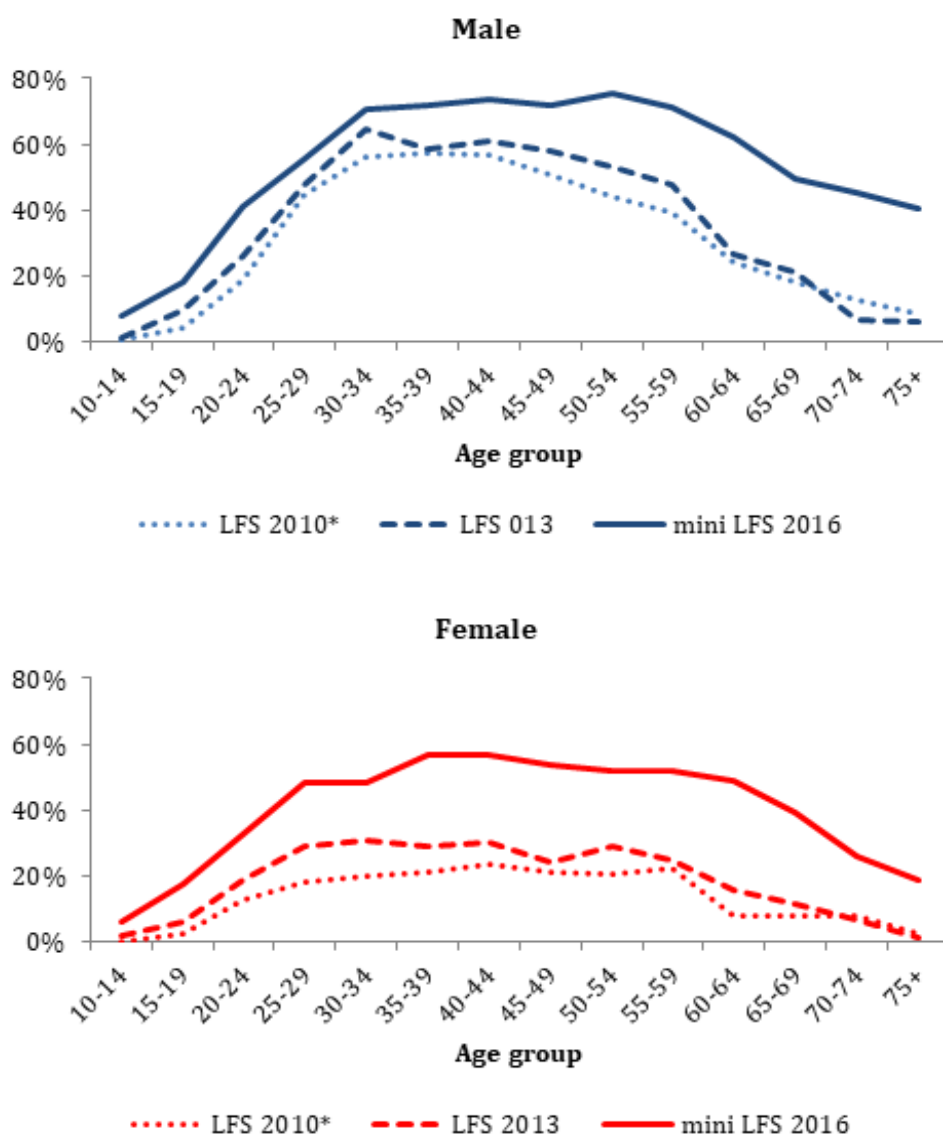 Male
80%
60%
40%
20%
0%
10-14 15-19 20-24 25-29 30-34 35-39 40-44 45-49 50-54 55-59 60-64 65-69 70-74 75+
Age group
LFS 2010* LFS 013 mini LFS 2016
Female
80%
60%
40%
20%
0%
10-14 15-19 20-24 25-29 30-34 35-39 40-44 45-49 50-54 55-59 60-64 65-69 70-74 75+
Age group
LFS 2010* LFS 2013 mini LFS 2016